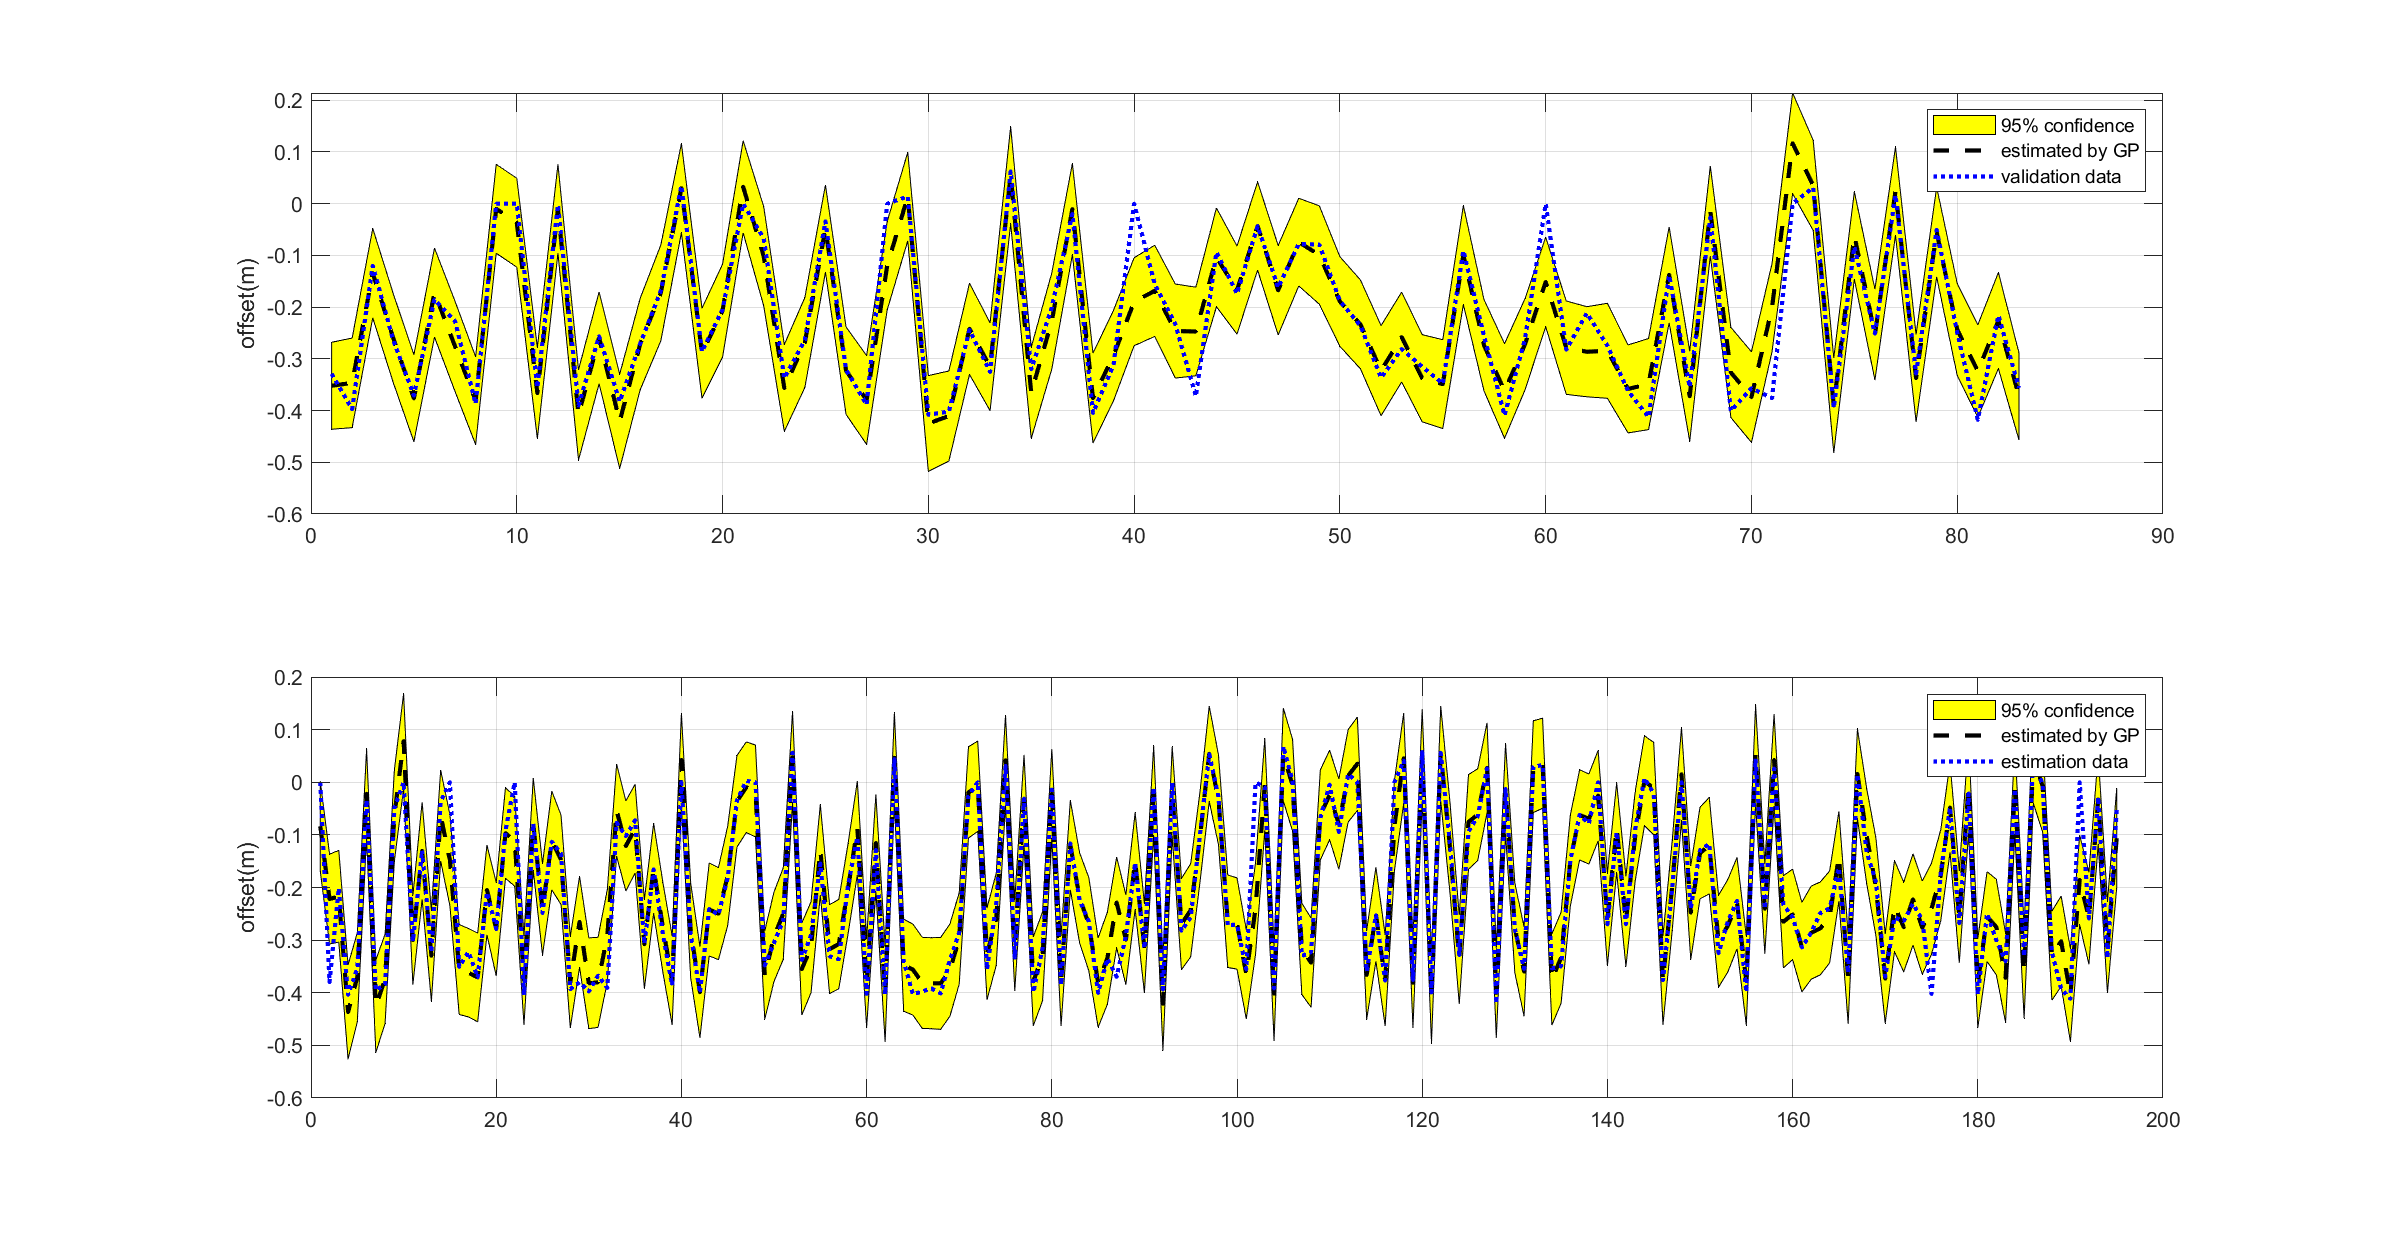 0.2
0.1
0
-0.1
-0.2
-0.3
-0.4
-0.5
-0.6
offset(m)
95% confidence
estimated by GP
validation data
0 10 20 30 40 50 60 70 80 90
0.2
0.1
0
-0.1
-0.2
-0.3
-0.4
-0.5
-0.6
offset(m)
95% confidence
estimated by GP
estimation data
0 20 40 60 80 100 120 140 160 180 200